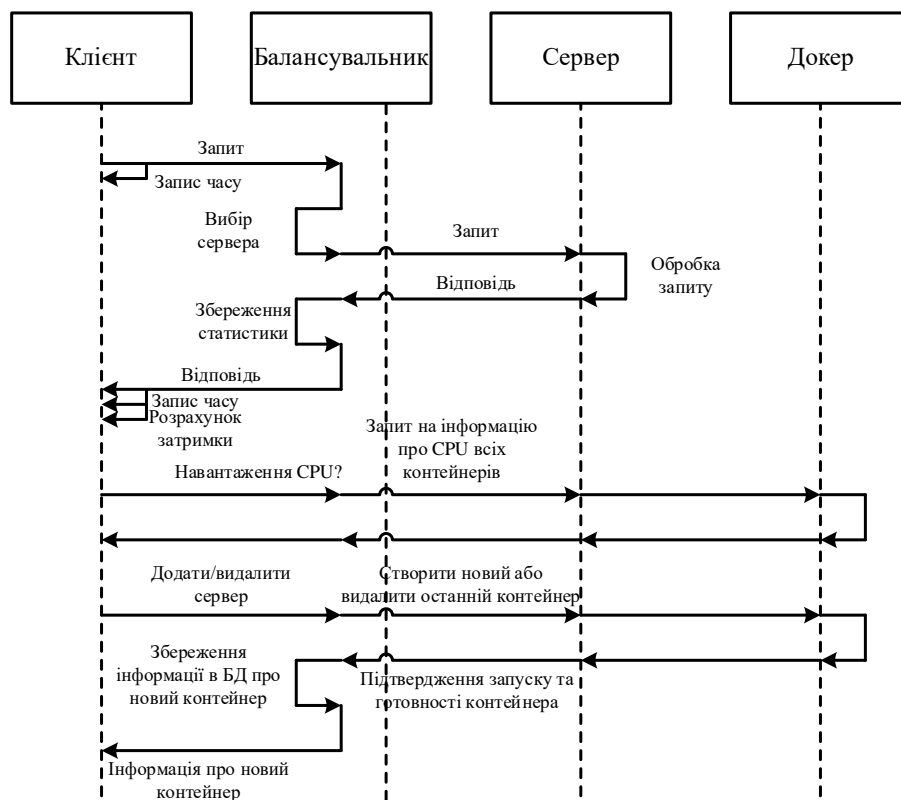 Клієнт
Балансувальник
Сервер
Докер
Запит
Запис часу
Вибір
сервера
Запит
Обробка
запиту
Відповідь
Збереження
статистики
Відповідь
Запис часу
Розрахунок
затримки
Запит на інформацію
про CPU всіх
контейнерів
Навантаження CPU?
Додати/видалити
сервер
Створити новий або
видалити останній контейнер
Збереження
інформації в БД про
новий контейнер
Підтвердження запуску та
готовності контейнера
Інформація про новий
контейнер